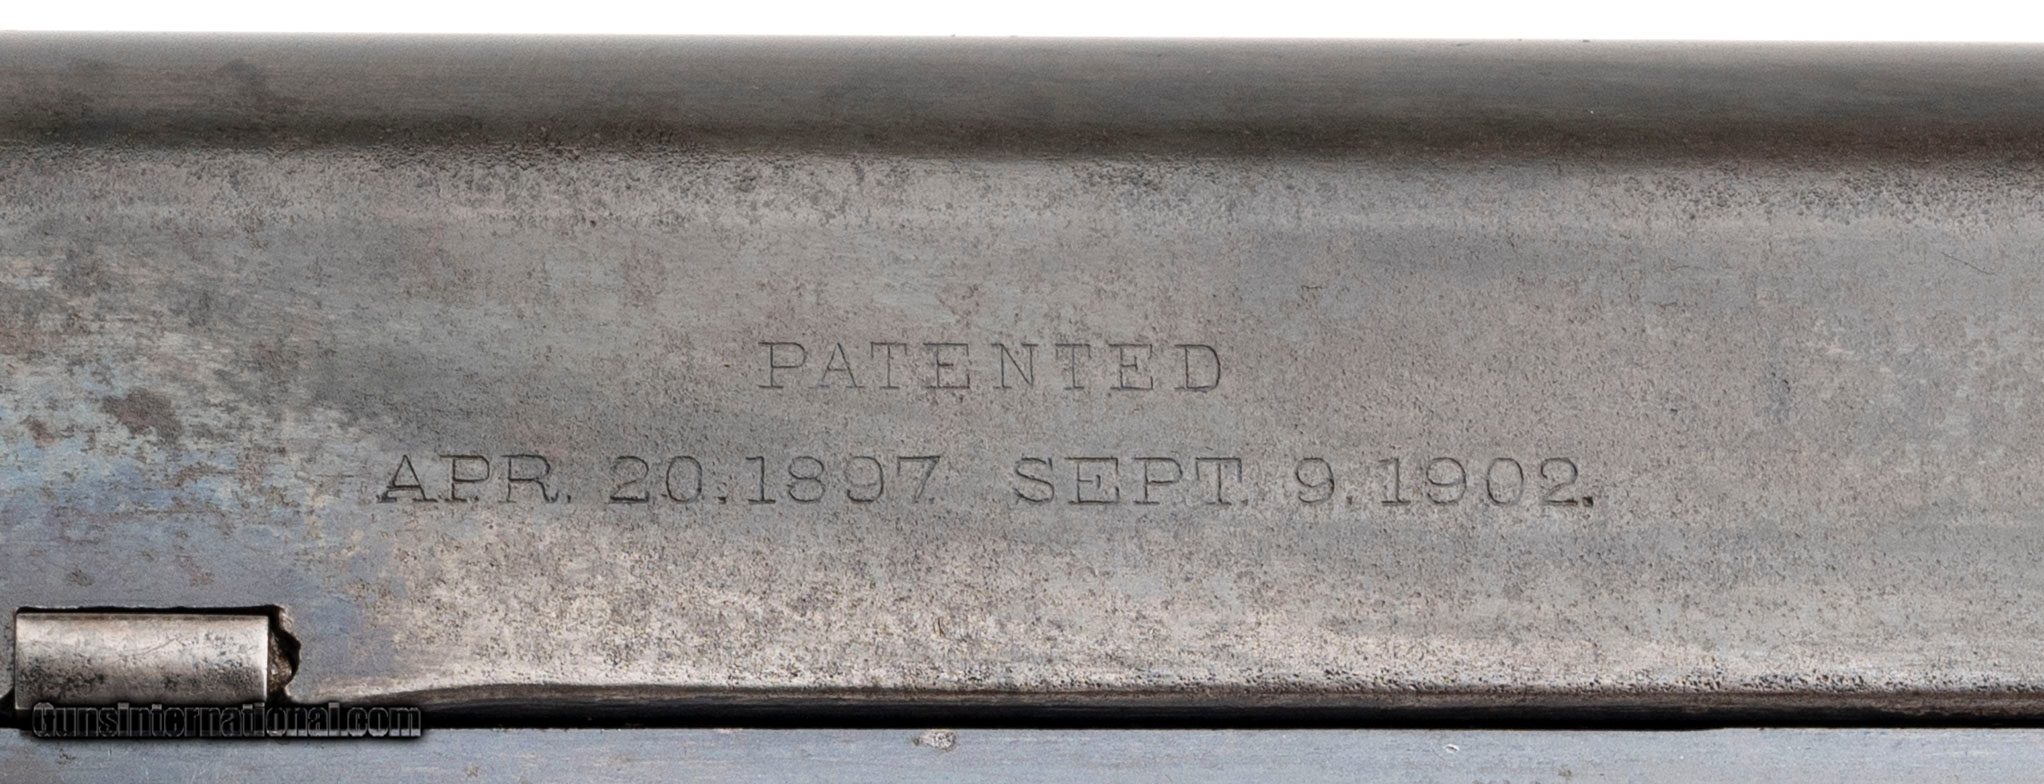 PATENTED
APR. 20.1897. SEPT. 9.1902.
Gunsinternational.com